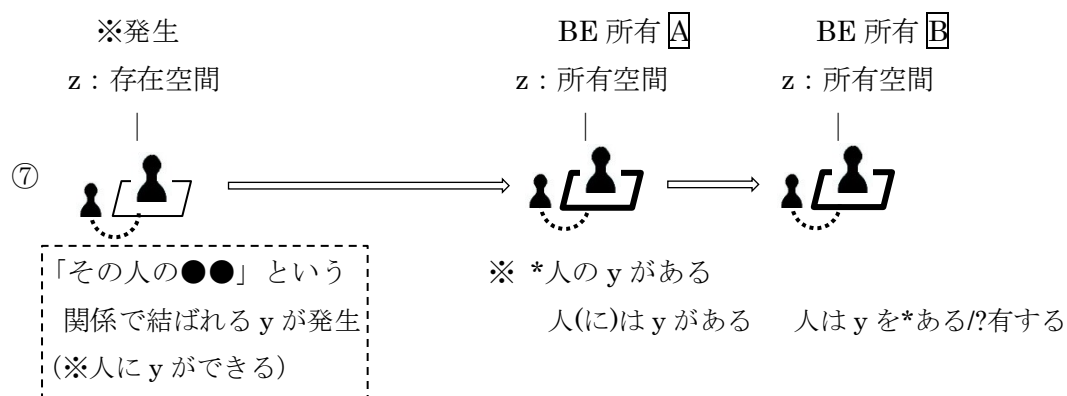 ※発生 BE 所有 A BE 所有 B
z：存在空間 z：所有空間 z：所有空間
⑦
「その人の●●」という
関係で結ばれる y が発生
(※人に y ができる)
※ *人の y がある
人(に)は y がある 人は y を*ある/?有する